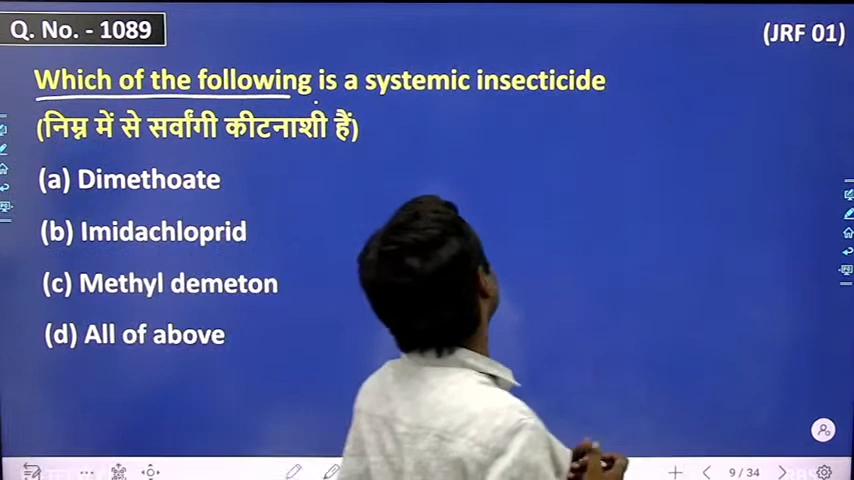 Q. No. - 1089
(JRF 01)
Which of the following is a systemic insecticide
(निम्न में से सर्वांगी कीटनाशी हैं)
(a) Dimethoate
(b) Imidachloprid
(c) Methyl demeton
(d) All of above
9 / 34